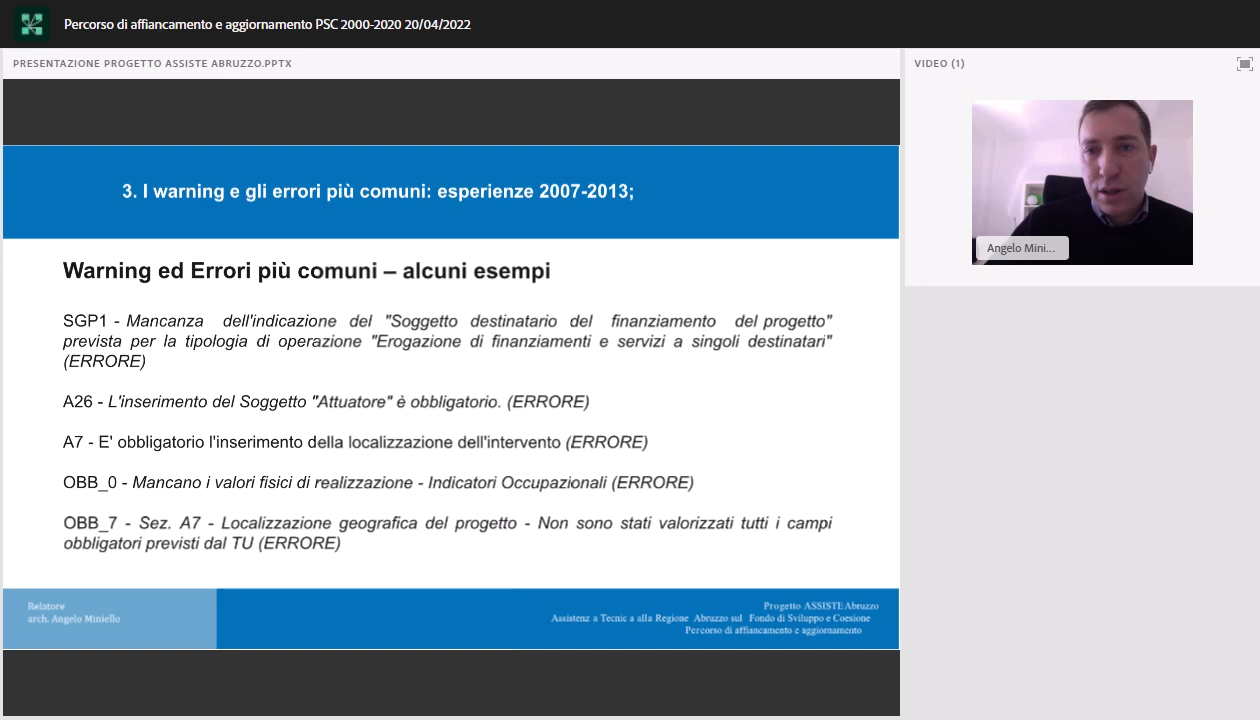 Percorso di affiancamento e aggiornamento PSC 2000-2020 20/04/2022
PRESENTAZIONE PROGETTO ASSISTE ABRUZZO.PPTX
VIDEO (1)
3. I warning e gli errori più comuni: esperienze 2007-2013;
Warning ed Errori più comuni – alcuni esempi
SGP1 - Mancanza dell'indicazione del "Soggetto destinatario del finanziamento del progetto"
prevista per la tipologia di operazione "Erogazione di finanziamenti e servizi a singoli destinatari"
(ERRORE)
A26 - L'inserimento del Soggetto "Attuatore" è obbligatorio. (ERRORE)
A7 - E' obbligatorio l'inserimento della localizzazione dell'intervento (ERRORE)
OBB_0 - Mancano i valori fisici di realizzazione - Indicatori Occupazionali (ERRORE)
OBB_7 - Sez. A7 - Localizzazione geografica del progetto - Non sono stati valorizzati tutti i campi
obbligatori previsti dal TU (ERRORE)
Relatore
arch. Angelo Miniello
Progetto ASSISTE Abruzzo
Assistenz a Tecnic a alla Regione Abruzzo sul Fondo di Sviluppo e Coesione
Percorso di affiancamento e aggiornamento
Angelo Mini...